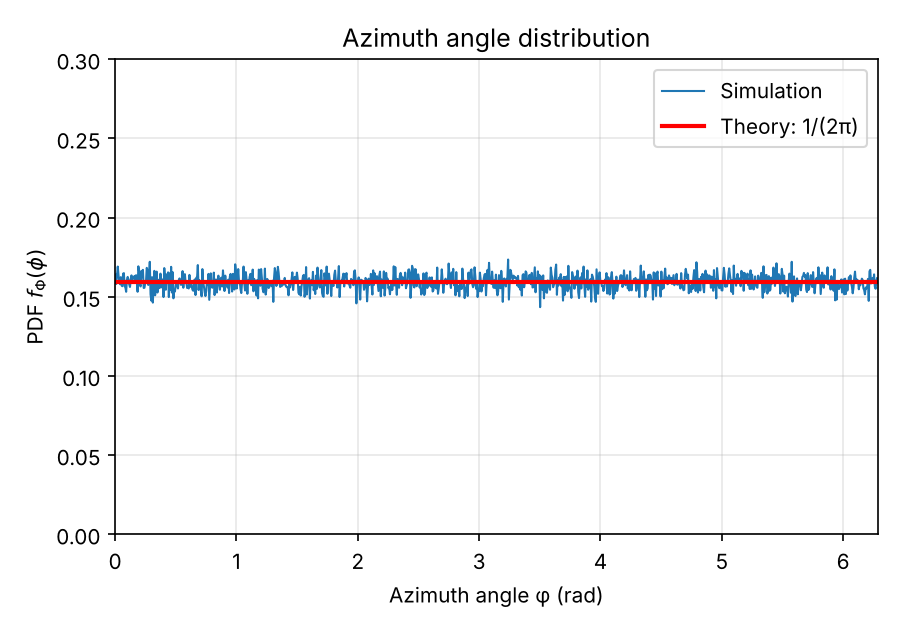 Azimuth angle distribution
0.30
0.25
0.20
0.15
0.10
0.05
0.00
PDF f_Φ(ϕ)
Simulation
Theory: 1/(2π)
0 1 2 3 4 5 6
Azimuth angle φ (rad)